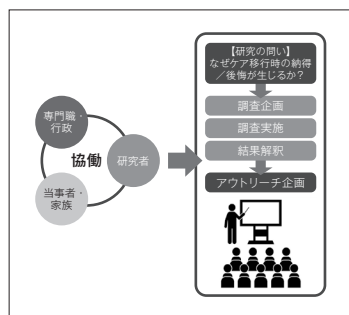 専門職・
行政
協働
研究者
当事者・
家族
【研究の問い】
なぜケア移行時の納得
／後悔が生じるか？
調査企画
調査実施
結果解釈
アウトリーチ企画